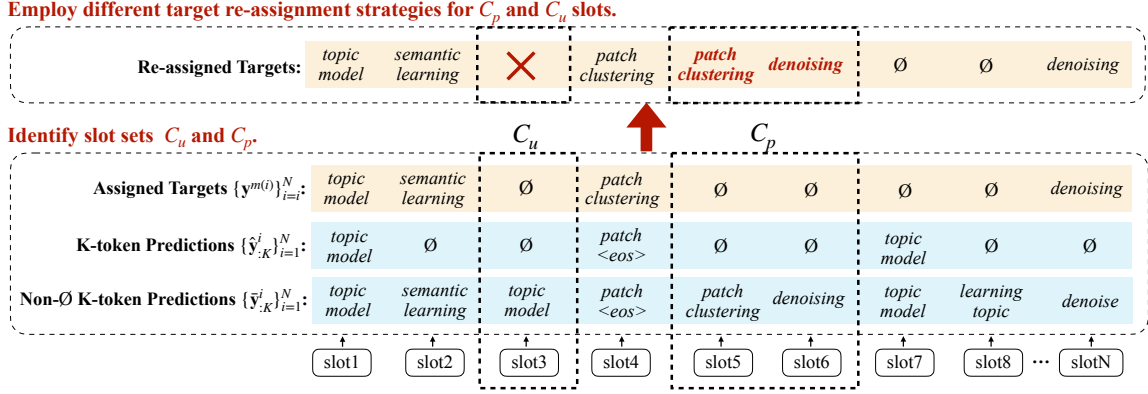 Employ different target re-assignment strategies for C_p and C_u slots.
Re-assigned Targets: topic model semantic learning patch clustering patch clustering denoising Ø Ø denoising
Identify slot sets C_u and C_p.
C_u C_p
Assigned Targets {y^{m(i)}}_{i=i}^N: topic model semantic learning Ø patch clustering Ø Ø Ø Ø denoising
K-token Predictions {ŷ_{:K}^i}_{i=1}^N: topic model Ø Ø patch <eos> Ø Ø topic model Ø Ø
Non-Ø K-token Predictions {ȳ_{:K}^i}_{i=1}^N: topic model semantic learning topic model patch <eos> patch clustering denoising topic model learning topic denoise
slot1 slot2 slot3 slot4 slot5 slot6 slot7 slot8 ··· slotN